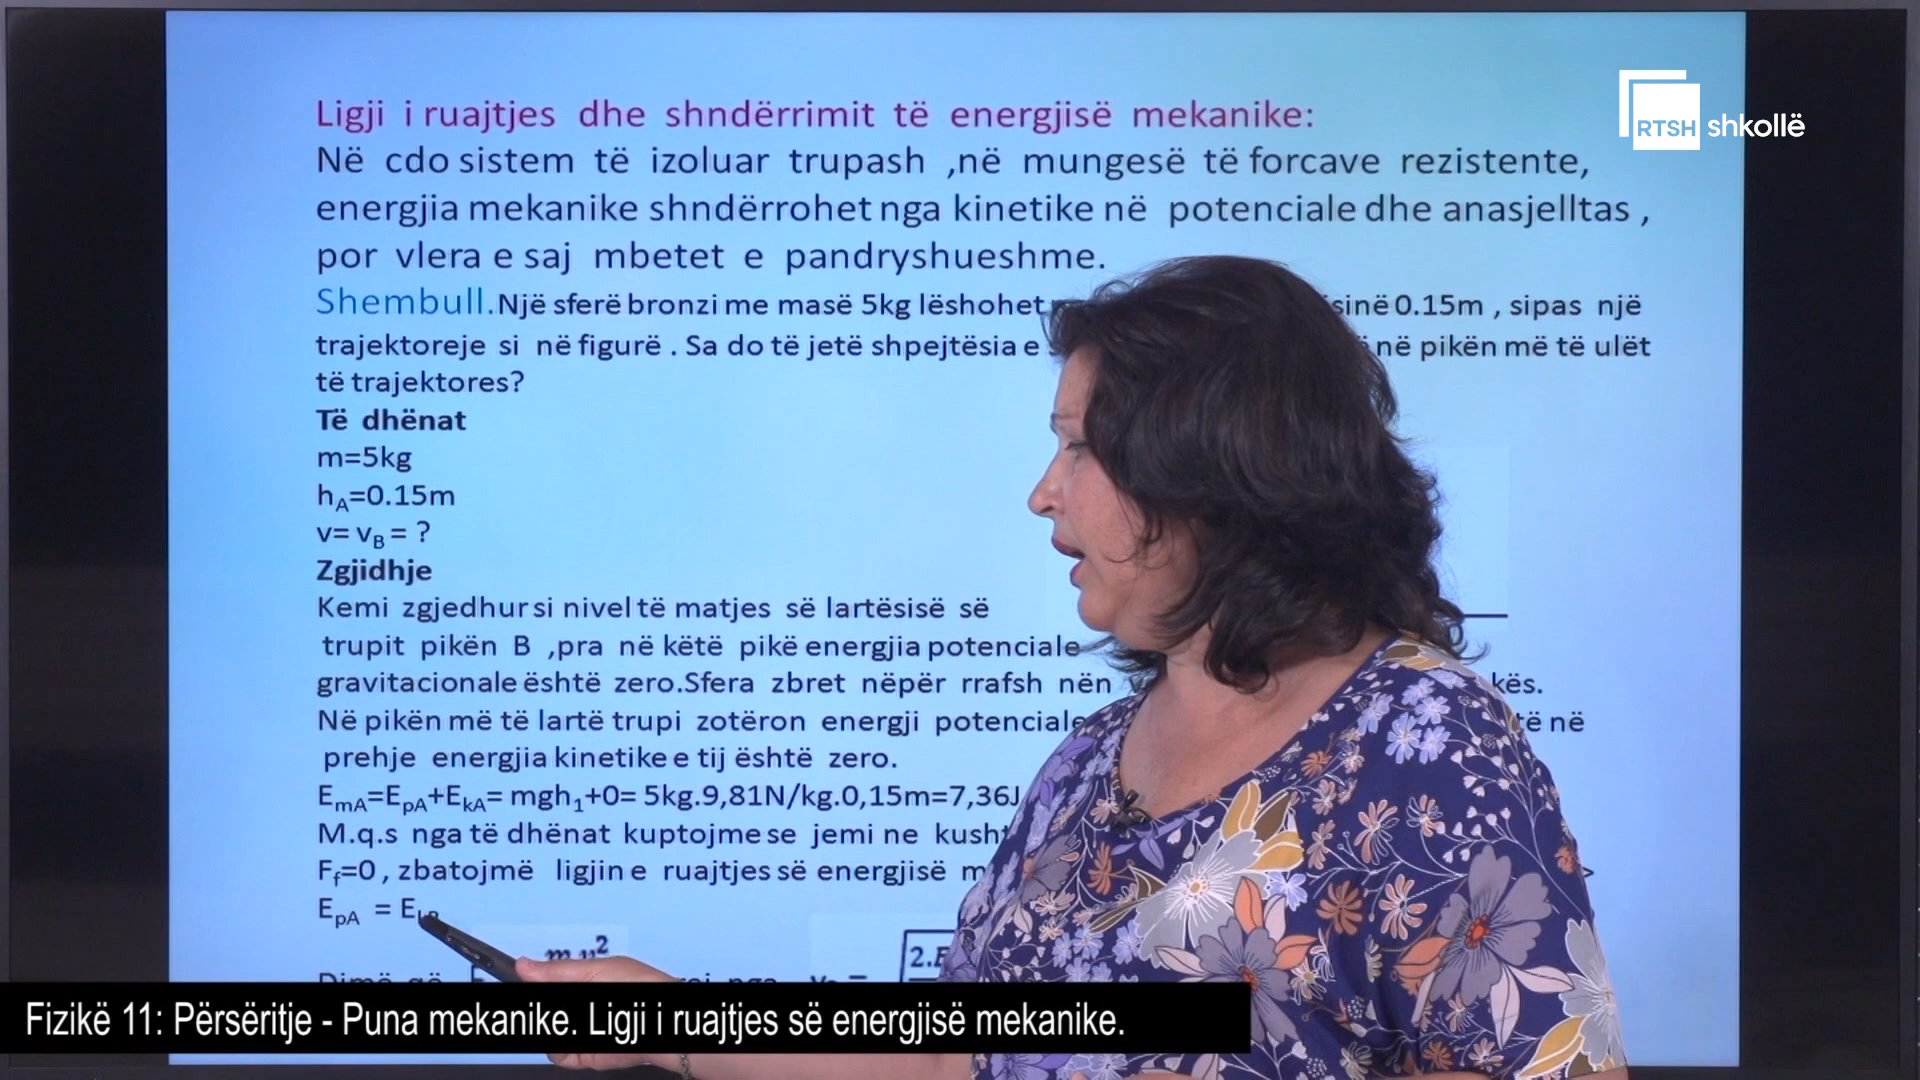 Ligji i ruajtjes dhe shndërrimit të energjisë mekanike:
RTSH shkollë
Në cdo sistem të izoluar trupash ,në mungesë të forcave rezistente,
energjia mekanike shndërrohet nga kinetike në potenciale dhe anasjelltas ,
por vlera e saj mbetet e pandryshueshme.
Shembull.Një sferë bronzi me masë 5kg lëshohet 0.15m , sipas një
trajektoreje si në figurë . Sa do të jetë shpejtësia e në pikën më të ulët
të trajektores?
Të dhënat
m=5kg
hA=0.15m
v= vB = ?
Zgjidhje
Kemi zgjedhur si nivel të matjes së lartësisë së
trupit pikën B ,pra në këtë pikë energjia potenciale
gravitacionale është zero.Sfera zbret nëpër rrafsh nën
Në pikën më të lartë trupi zotëron energji potenciale në
prehje energjia kinetike e tij është zero.
EmA=EpA+EkA= mgh1+0= 5kg.9,81N/kg.0,15m=7,36J
M.q.s nga të dhënat kuptojme se jemi ne
Ff=0 , zbatojmë ligjin e ruajtjes së energjisë
EpA = E
Fizikë 11: Përsëritje - Puna mekanike. Ligji i ruajtjes së energjisë mekanike.